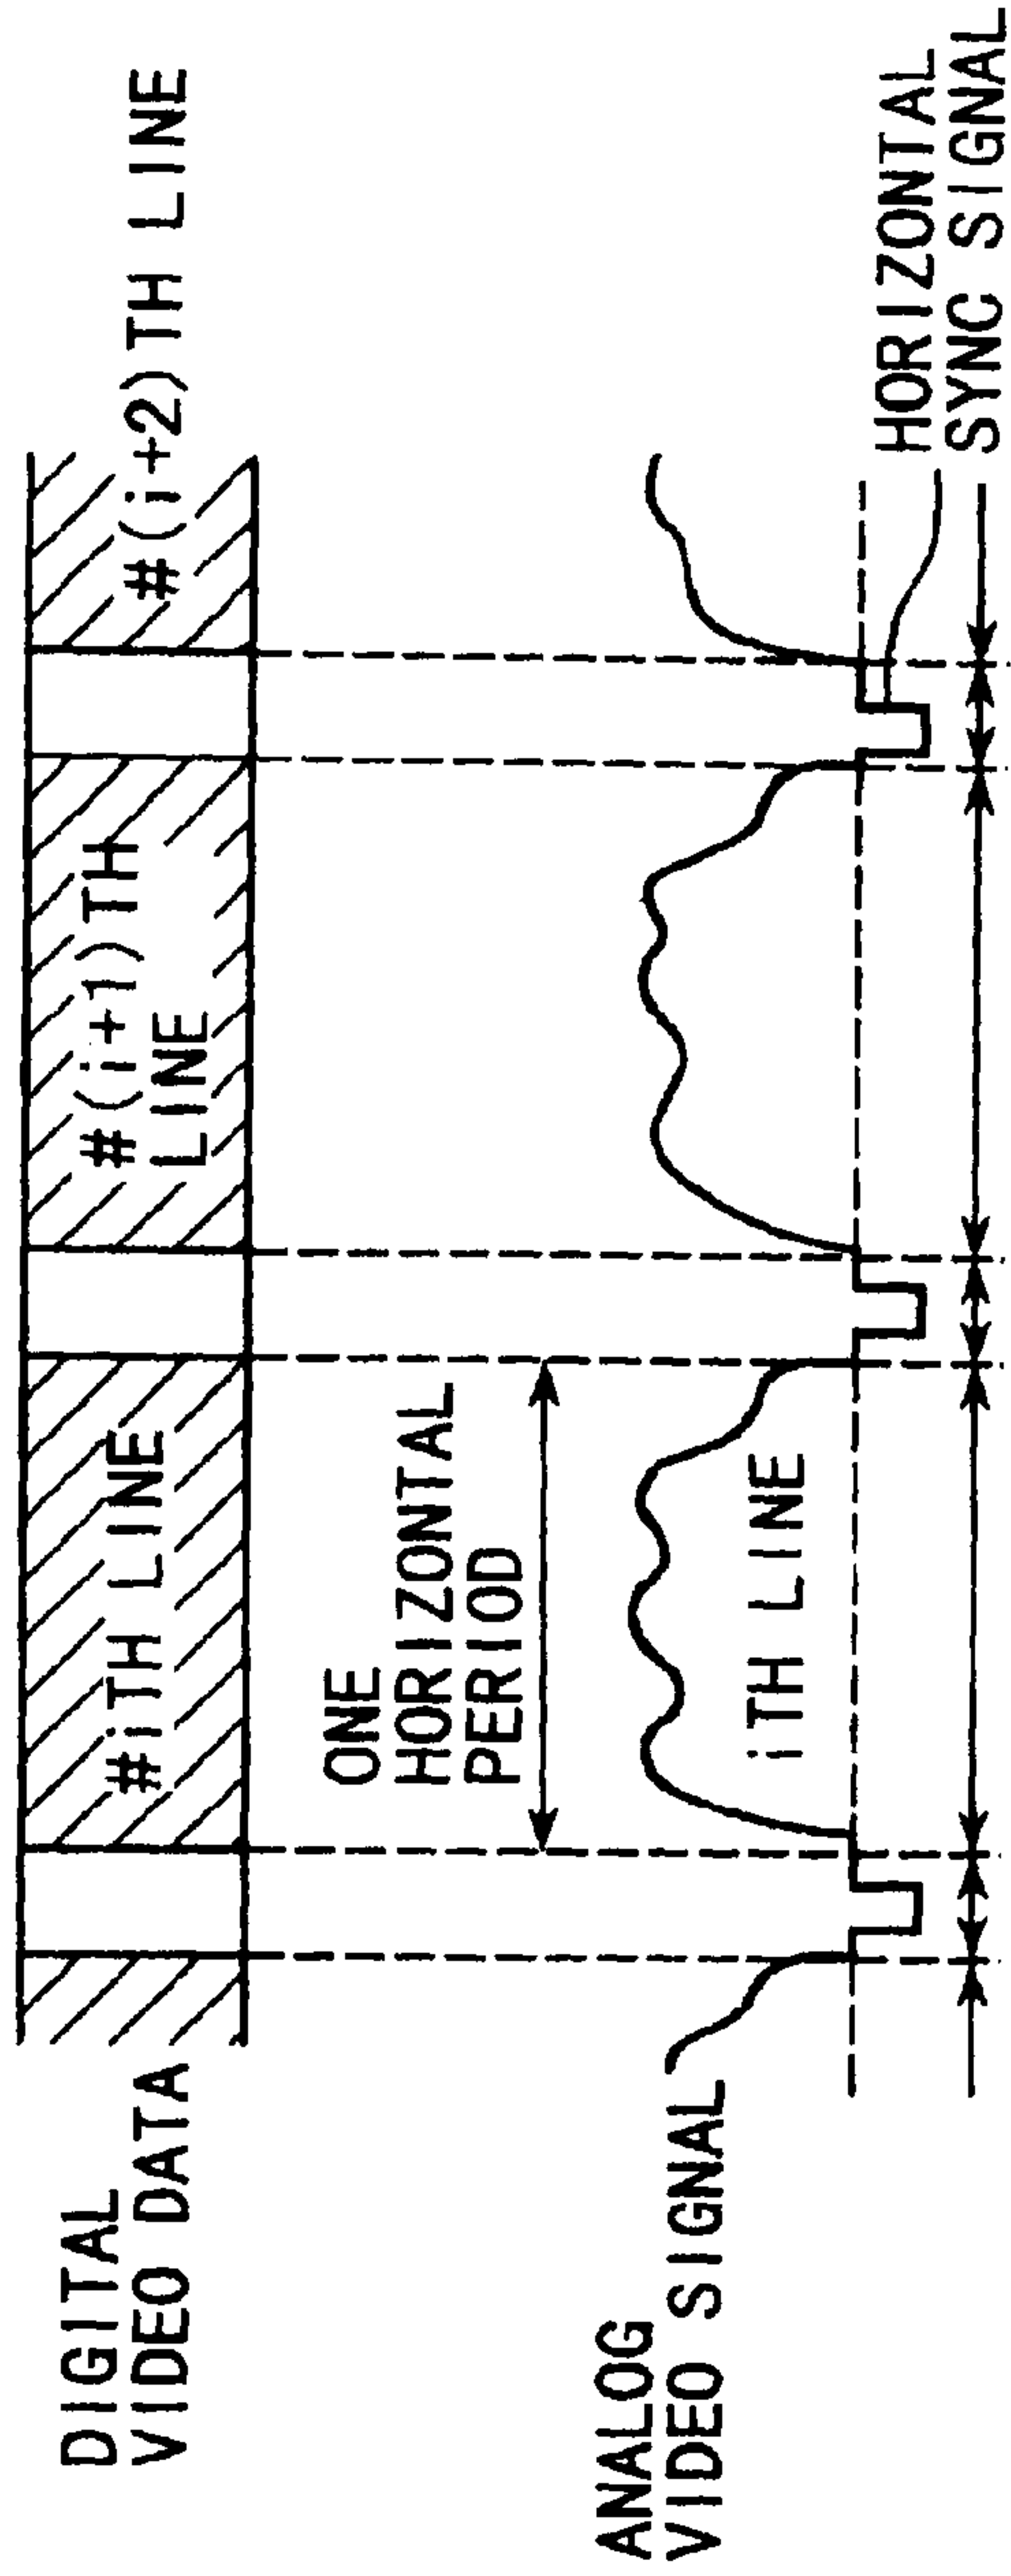 DIGITAL
VIDEO DATA
#iTH LINE
#(i+1)TH
LINE
#(i+2)TH LINE
ONE
HORIZONTAL
PERIOD
ANALOG
VIDEO SIGNAL
iTH LINE
HORIZONTAL
SYNC SIGNAL